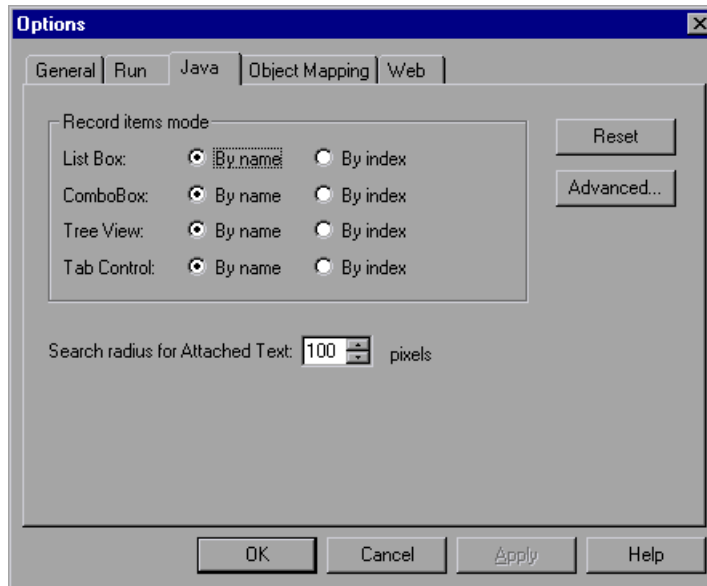 Options
General Run Java Object Mapping Web
Record items mode
List Box: By name By index
Reset
ComboBox: By name By index
Advanced...
Tree View: By name By index
Tab Control: By name By index
Search radius for Attached Text: 100 pixels
OK Cancel Apply Help